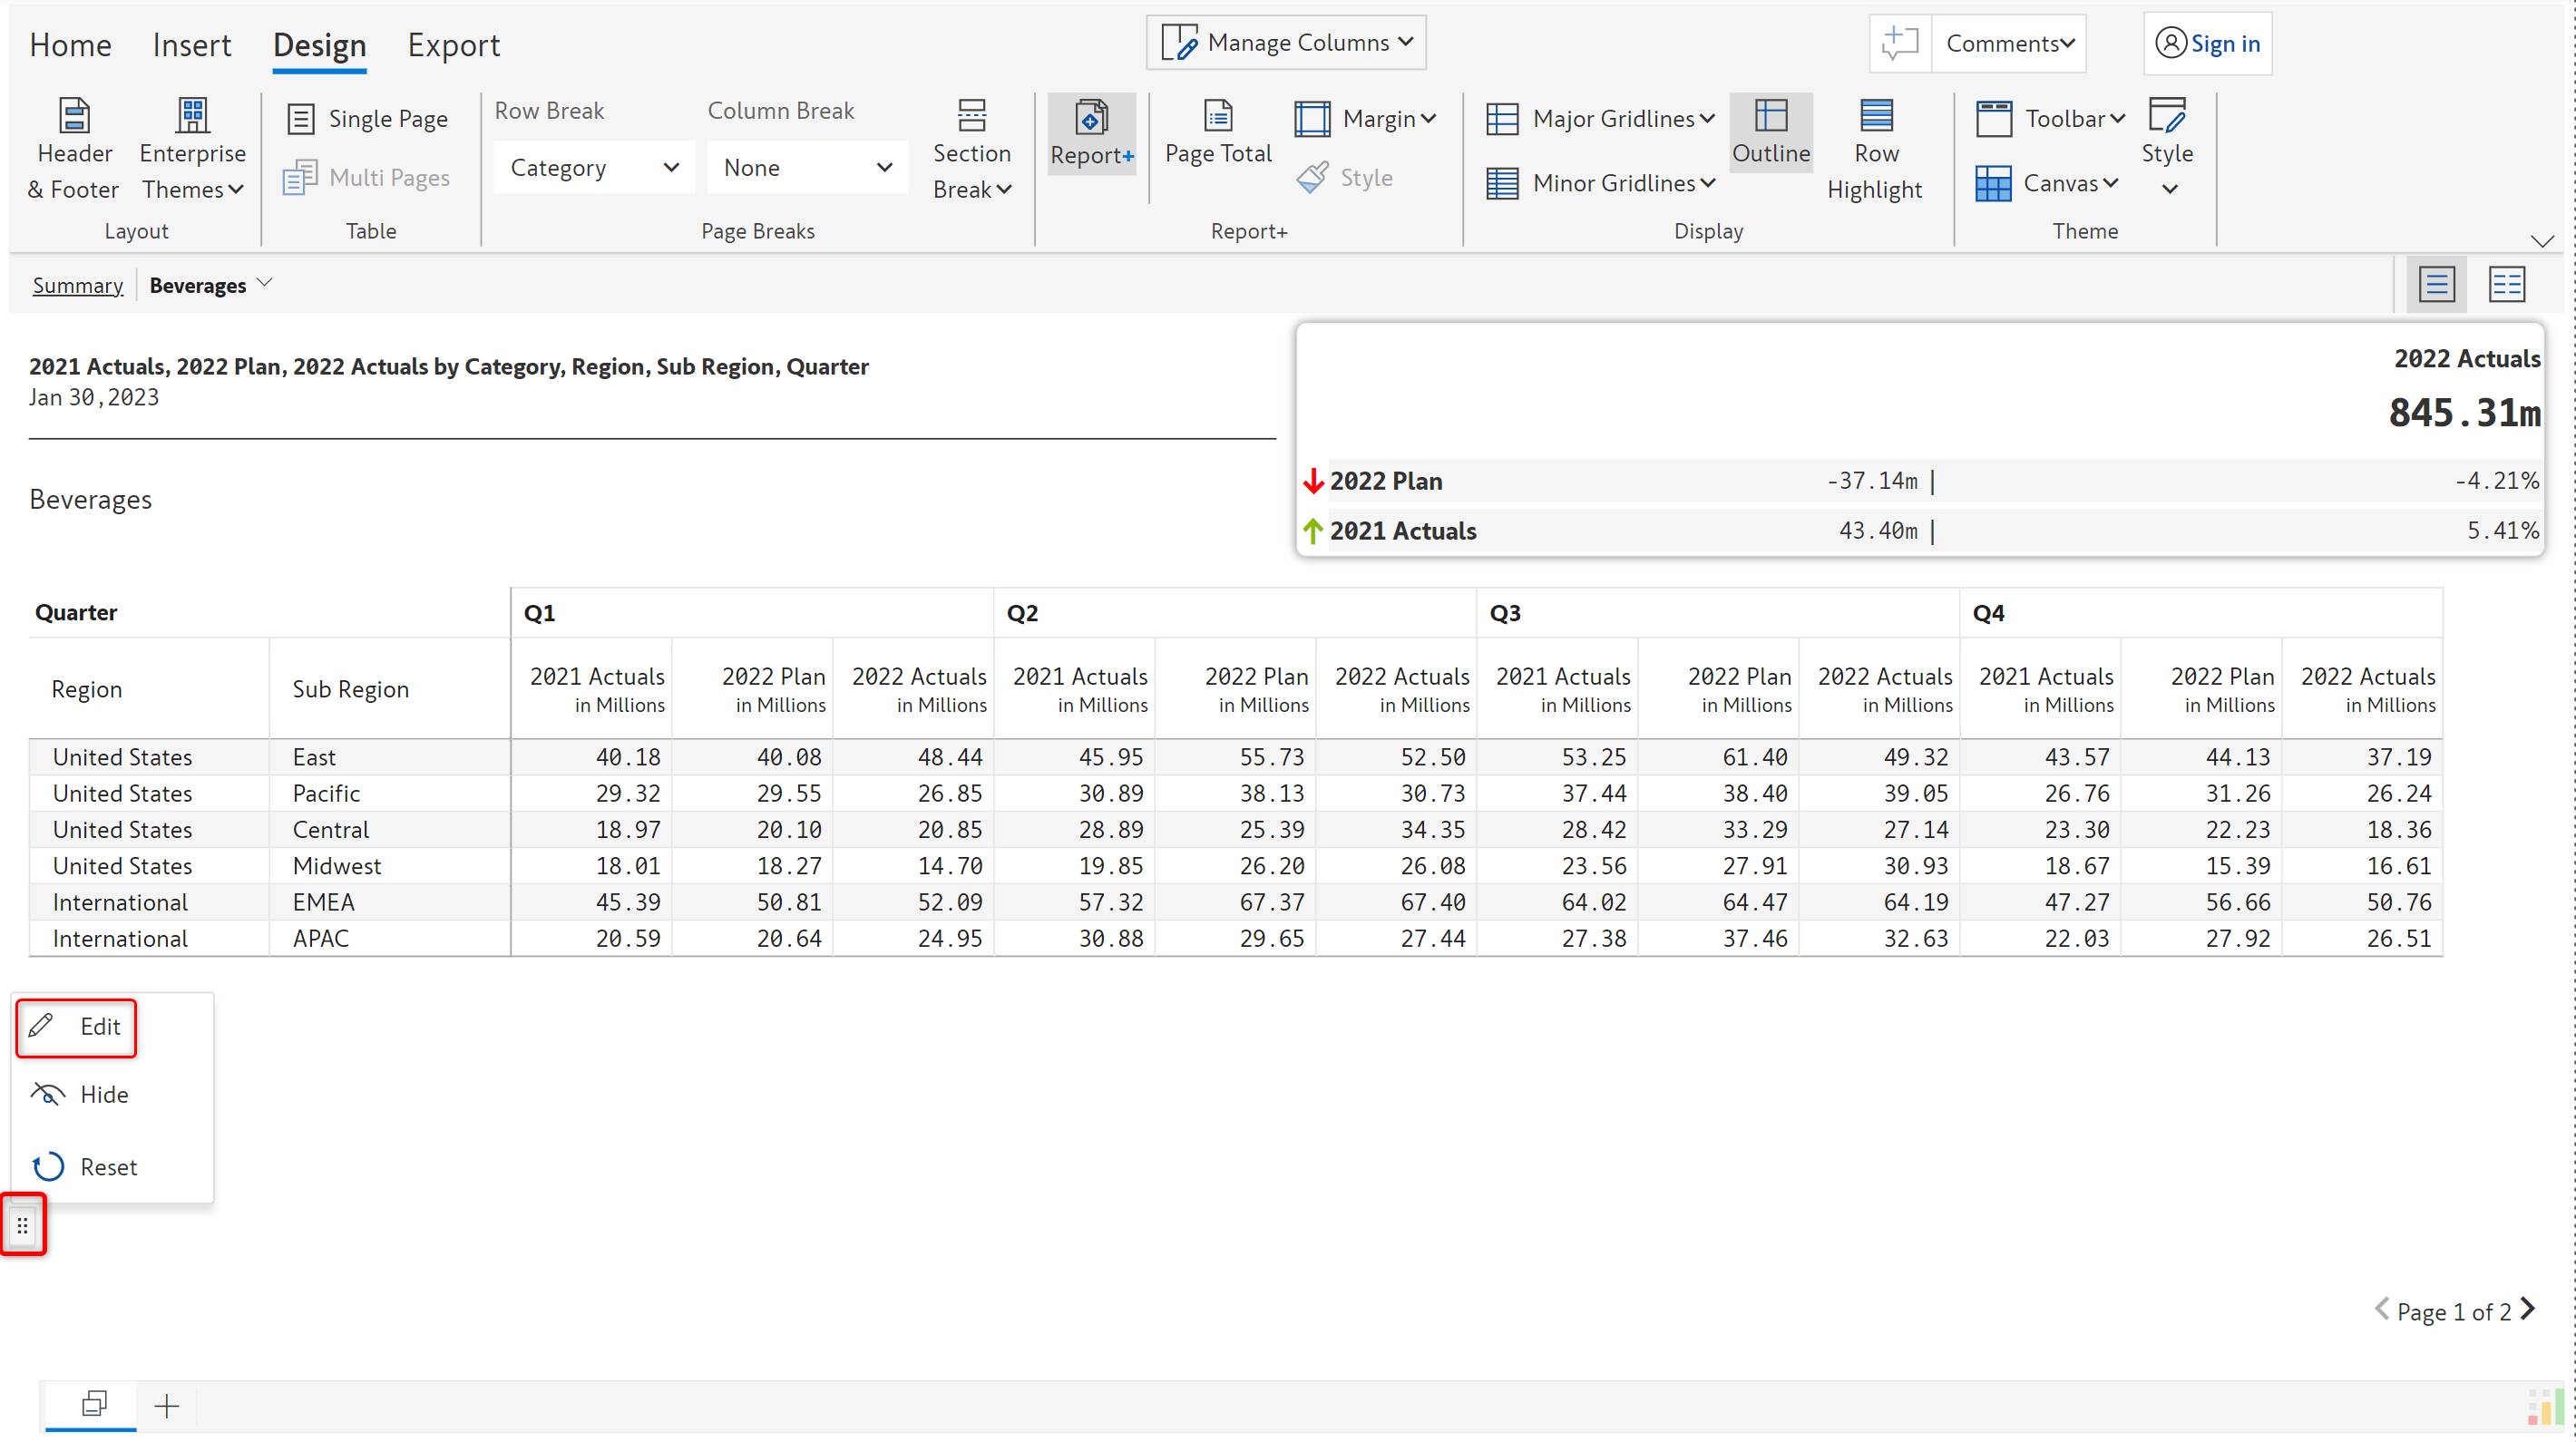 Home Insert Design Export Manage Columns Comments Sign in
Header & Footer Enterprise Themes Single Page Multi Pages Row Break Column Break Category None Section Break Report+ Page Total Margin Style Major Gridlines Minor Gridlines Outline Row Highlight Toolbar Canvas Style
Layout Table Page Breaks Report+ Display Theme
Summary Beverages
2021 Actuals, 2022 Plan, 2022 Actuals by Category, Region, Sub Region, Quarter
Jan 30,2023
Beverages
2022 Actuals
845.31m
2022 Plan -37.14m | -4.21%
2021 Actuals 43.40m | 5.41%
Quarter Q1 Q2 Q3 Q4
Region Sub Region 2021 Actuals 2022 Plan 2022 Actuals 2021 Actuals 2022 Plan 2022 Actuals 2021 Actuals 2022 Plan 2022 Actuals 2021 Actuals 2022 Plan 2022 Actuals
in Millions in Millions in Millions in Millions in Millions in Millions in Millions in Millions in Millions in Millions in Millions in Millions
United States East 40.18 40.08 48.44 45.95 55.73 52.50 53.25 61.40 49.32 43.57 44.13 37.19
United States Pacific 29.32 29.55 26.85 30.89 38.13 30.73 37.44 38.40 39.05 26.76 31.26 26.24
United States Central 18.97 20.10 20.85 28.89 25.39 34.35 28.42 33.29 27.14 23.30 22.23 18.36
United States Midwest 18.01 18.27 14.70 19.85 26.20 26.08 23.56 27.91 30.93 18.67 15.39 16.61
International EMEA 45.39 50.81 52.09 57.32 67.37 67.40 64.02 64.47 64.19 47.27 56.66 50.76
International APAC 20.59 20.64 24.95 30.88 29.65 27.44 27.38 37.46 32.63 22.03 27.92 26.51
Edit
Hide
Reset
Page 1 of 2